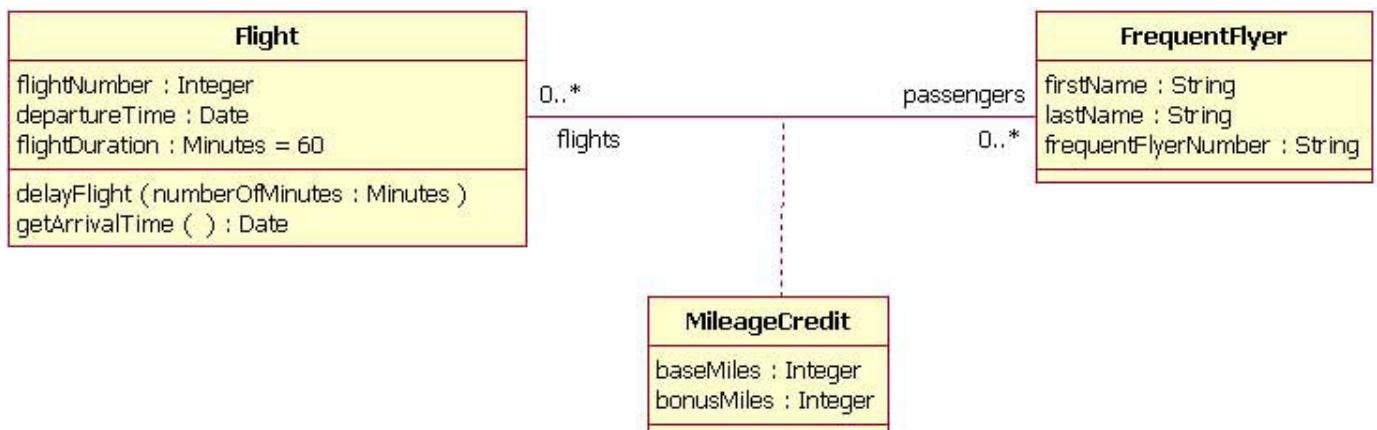 Flight
flightNumber : Integer
departureTime : Date
flightDuration : Minutes = 60
delayFlight ( numberOfMinutes : Minutes )
getArrivalTime ( ) : Date
0..*
flights
passengers
0..*
FrequentFlyer
firstName : String
lastName : String
frequentFlyerNumber : String
MileageCredit
baseMiles : Integer
bonusMiles : Integer